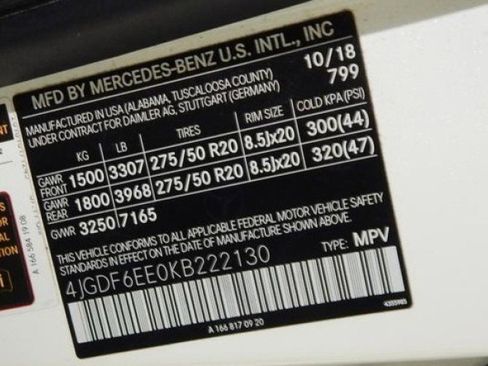 MFD BY MERCEDES-BENZ U.S. INTL., INC
10/18
MANUFACTURED IN USA (ALABAMA, TUSCALOOSA COUNTY)
799
UNDER CONTRACT FOR DAIMLER AG, STUTTGART (GERMANY)
KG LB TIRES RIM SIZE COLD KPA (PSI)
GAWR FRONT 1500 3307 275/50 R20 8.5Jx20 300(44)
GAWR REAR 1800 3968 275/50 R20 8.5Jx20 320(47)
GVWR 3250 7165
THIS VEHICLE CONFORMS TO ALL APPLICABLE FEDERAL MOTOR VEHICLE SAFETY
STANDARDS IN EFFECT ON THE DATE OF MANUFACTURE SHOWN ABOVE.
4JGDF6EE0KB222130 TYPE: MPV
A 166 817 09 20
A 166 584 19 08